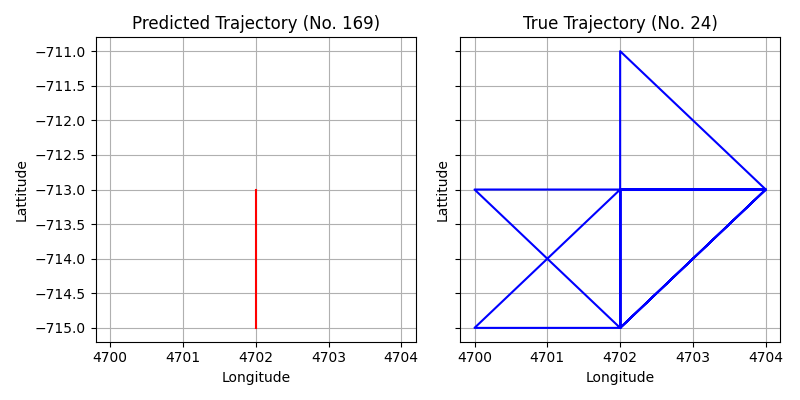 Predicted Trajectory (No. 169)
True Trajectory (No. 24)
Lattitude
−711.0
−711.5
−712.0
−712.5
−713.0
−713.5
−714.0
−714.5
−715.0
4700 4701 4702 4703 4704
Longitude
Lattitude
4700 4701 4702 4703 4704
Longitude